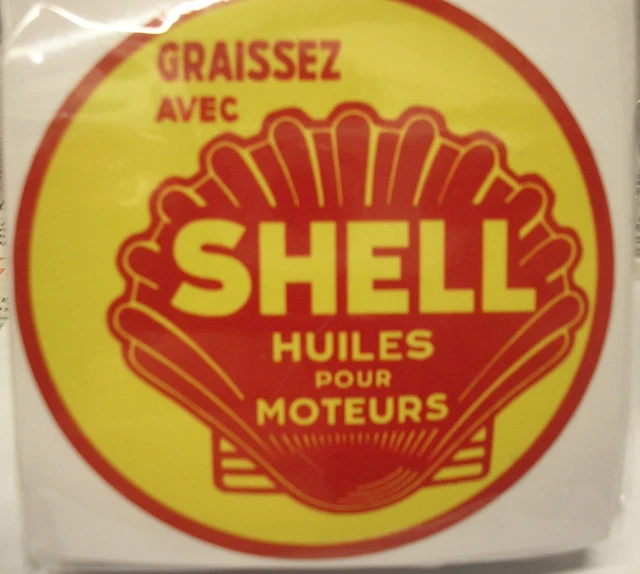 GRAISSEZ
AVEC
SHELL
HUILES
POUR
MOTEURS